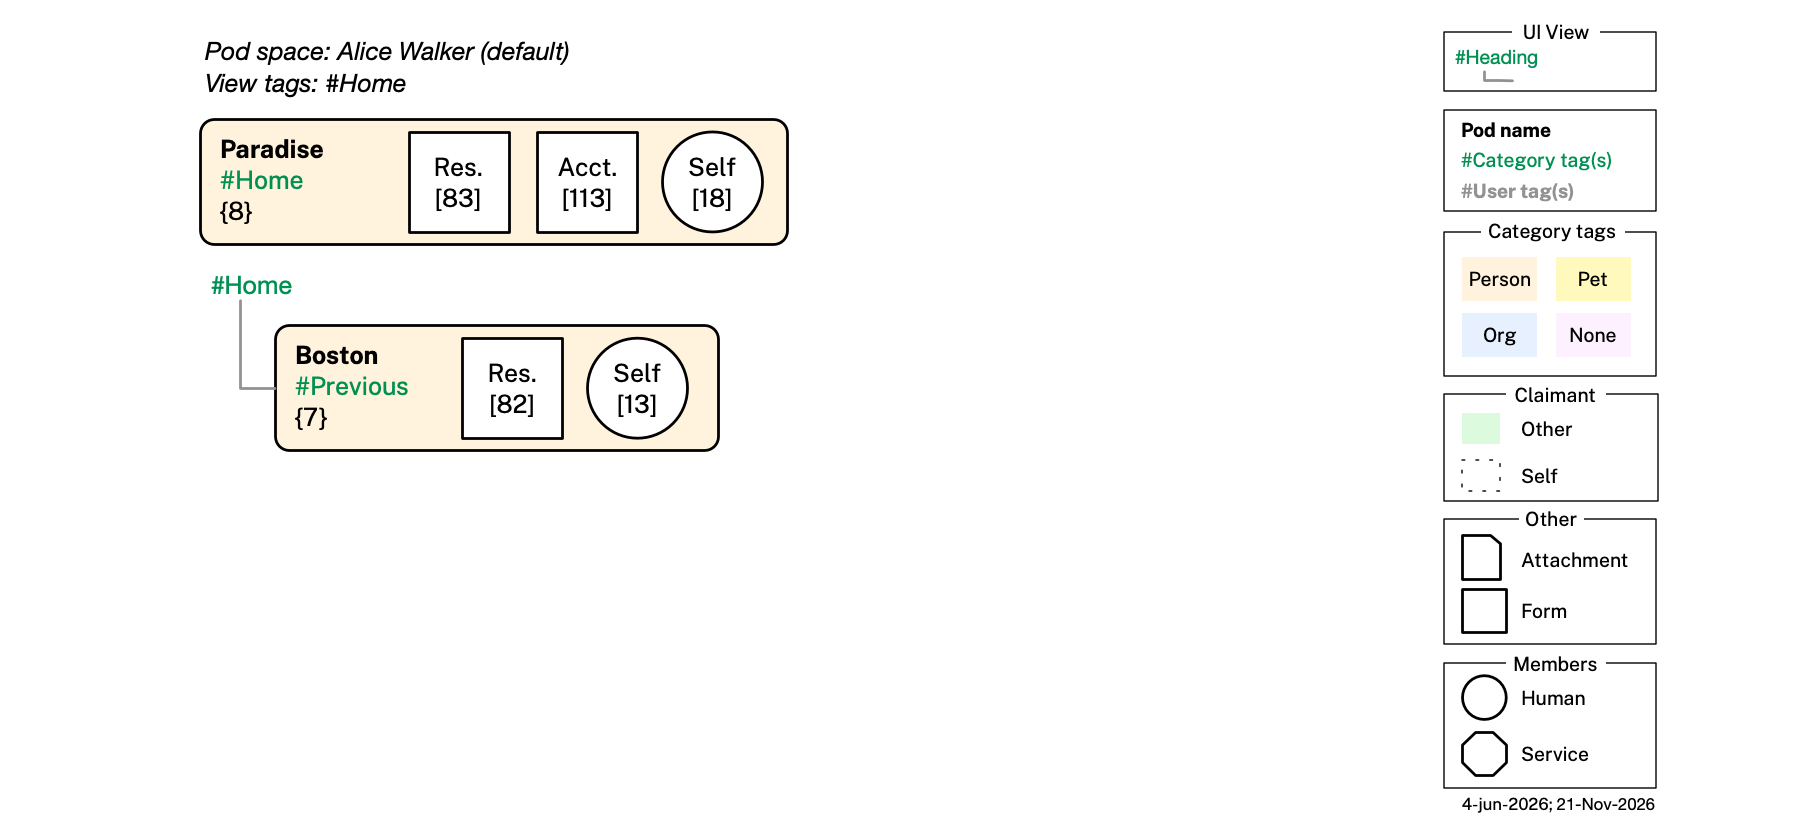 Pod space: Alice Walker (default)
View tags: #Home
Paradise
#Home
{8}
Res.
[83]
Acct.
[113]
Self
[18]
#Home
Boston
#Previous
{7}
Res.
[82]
Self
[13]
UI View
#Heading
Pod name
#Category tag(s)
#User tag(s)
Category tags
Person
Pet
Org
None
Claimant
Other
Self
Other
Attachment
Form
Members
Human
Service
4-jun-2026; 21-Nov-2026